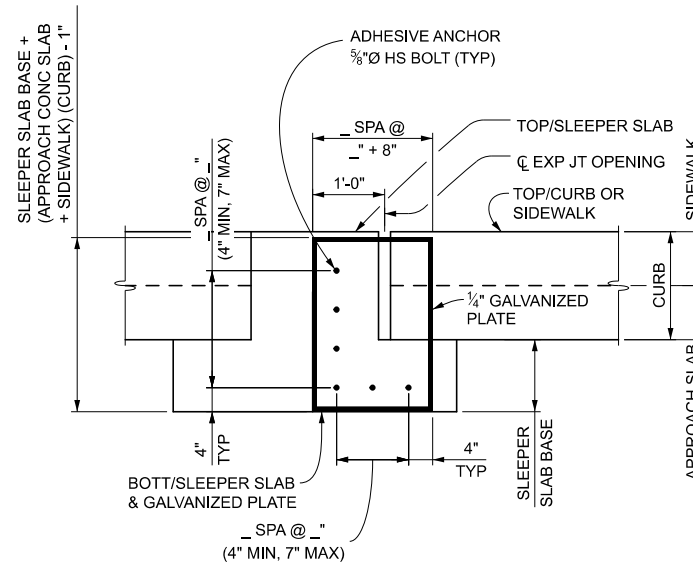 ADHESIVE ANCHOR
⅝"Ø HS BOLT (TYP)
SLEEPER SLAB BASE +
(APPROACH CONC SLAB
+ SIDEWALK) (CURB) - 1"
_ SPA @ _"
(4" MIN, 7" MAX)
_ SPA @
_" + 8"
1'-0"
TOP/SLEEPER SLAB
℄ EXP JT OPENING
TOP/CURB OR
SIDEWALK
SIDEWALK
CURB
¼" GALVANIZED
PLATE
APPROACH SLAB
4"
TYP
4"
TYP
SLEEPER
SLAB BASE
BOTT/SLEEPER SLAB
& GALVANIZED PLATE
_ SPA @ _"
(4" MIN, 7" MAX)